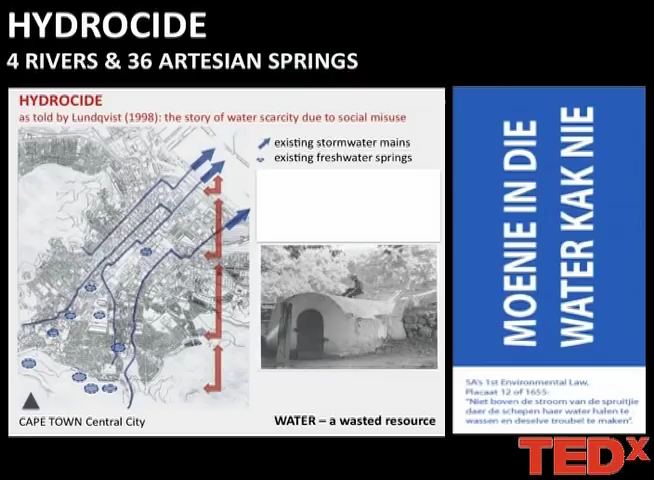 HYDROCIDE
4 RIVERS & 36 ARTESIAN SPRINGS
HYDROCIDE
as told by Lundqvist (1998): the story of water scarcity due to social misuse
existing stormwater mains
existing freshwater springs
CAPE TOWN Central City
WATER – a wasted resource
MOENIE IN DIE
WATER KAK NIE
SA's 1st Environmental Law,
Placaat 12 of 1655:
"Niet boven de stroom van de spruitjie
daer de schepen haer water halen te
wassen en deselve troubel te maken".
TEDx